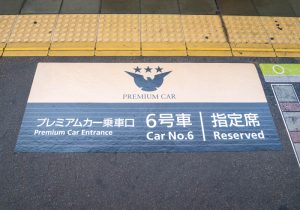 PREMIUM CAR
プレミアムカー乗車口
Premium Car Entrance
6号車
Car No.6
指定席
Reserved